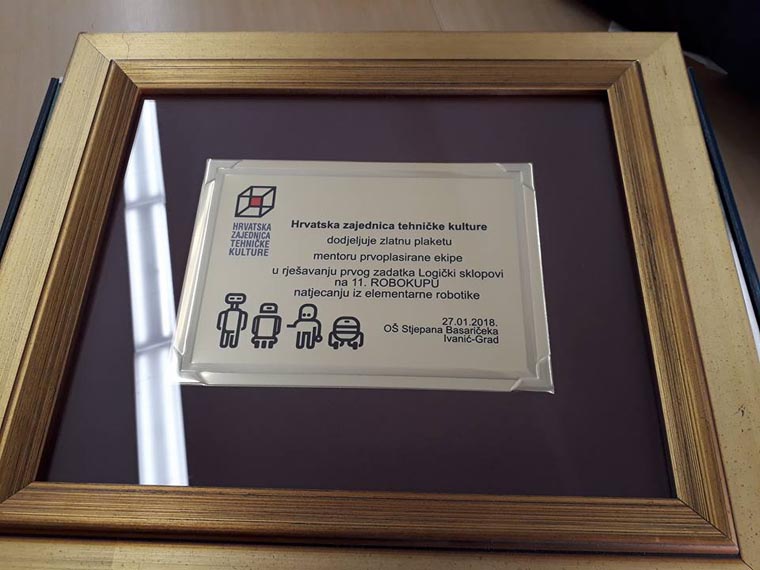 HRVATSKA
ZAJEDNICA
TEHNIČKE
KULTURE
Hrvatska zajednica tehničke kulture
dodjeljuje zlatnu plaketu
mentoru prvoplasirane ekipe
u rješavanju prvog zadatka Logički sklopovi
na 11. ROBOKUPU
natjecanju iz elementarne robotike
27.01.2018.
OŠ Stjepana Basaričeka
Ivanić-Grad